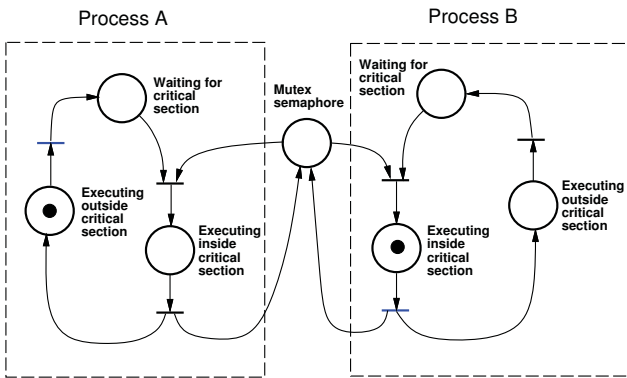 Process A
Process B
Waiting for
critical
section
Mutex
semaphore
Waiting for
critical
section
Executing
outside
critical
section
Executing
inside
critical
section
Executing
inside
critical
section
Executing
outside
critical
section